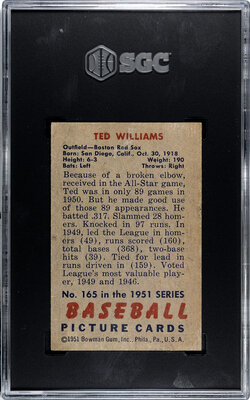 SGC
TED WILLIAMS
Outfield—Boston Red Sox
Born: San Diego, Calif., Oct. 30, 1918
Height: 6-3 Weight: 190
Bats: Left Throws: Right
Because of a broken elbow,
received in the All-Star game,
Ted was in only 89 games in
1950. But he made good use
of those 89 appearances. He
batted .317. Slammed 28 hom-
ers. Knocked in 97 runs. In
1949, led the League in hom-
ers (49), runs scored (160),
total bases (368), two-base
hits (39). Tied for lead in
runs driven in (159). Voted
League's most valuable play-
er, 1949 and 1946.
No. 165 in the 1951 SERIES
BASEBALL
PICTURE CARDS
©1951 Bowman Gum, Inc., Phila., Pa., U.S.A.